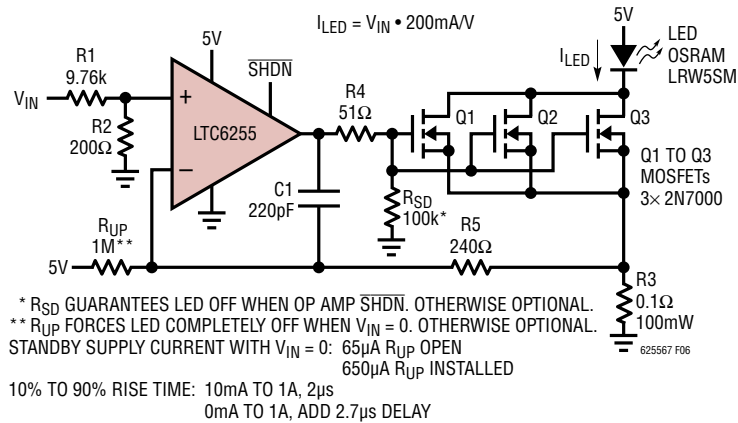 I_LED = V_IN • 200mA/V
5V
5V
LED
OSRAM
LRW5SM
I_LED
R1
9.76k
V_IN
R2
200Ω
+
−
LTC6255
S̅H̅D̅N̅
R4
51Ω
Q1
Q2
Q3
Q1 TO Q3
MOSFETs
3× 2N7000
C1
220pF
R_SD
100k*
R_UP
1M**
5V
R5
240Ω
R3
0.1Ω
100mW
* R_SD GUARANTEES LED OFF WHEN OP AMP S̅H̅D̅N̅. OTHERWISE OPTIONAL.
** R_UP FORCES LED COMPLETELY OFF WHEN V_IN = 0. OTHERWISE OPTIONAL.
STANDBY SUPPLY CURRENT WITH V_IN = 0: 65µA R_UP OPEN
650µA R_UP INSTALLED
625567 F06
10% TO 90% RISE TIME: 10mA TO 1A, 2µs
0mA TO 1A, ADD 2.7µs DELAY